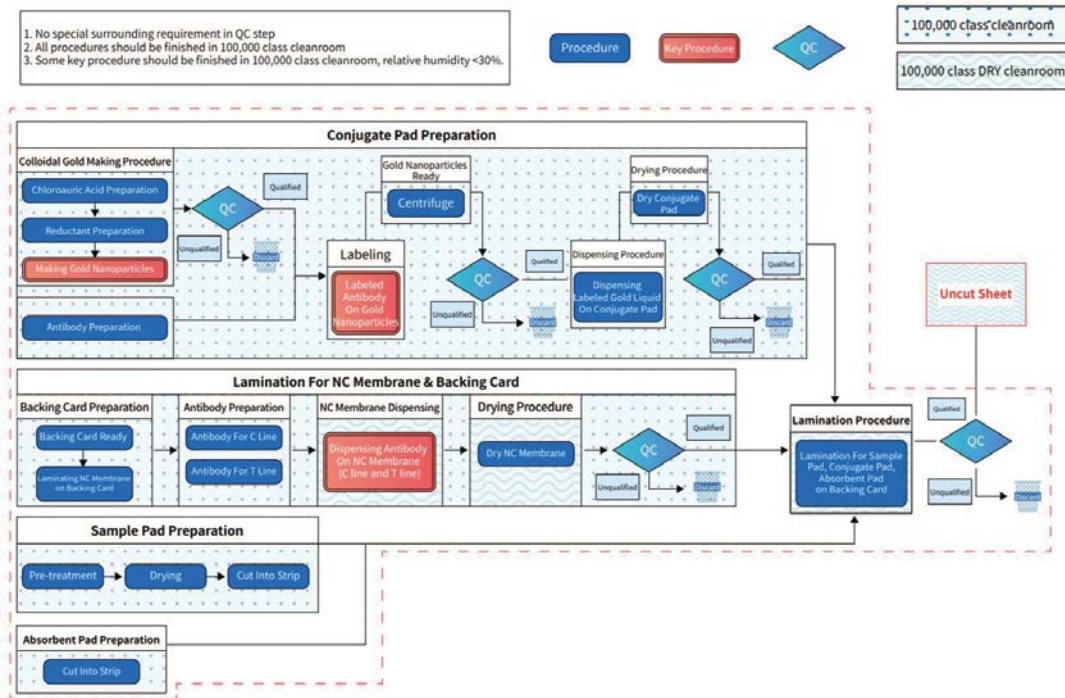 1. No special surrounding requirement in QC step
2. All procedures should be finished in 100,000 class cleanroom
3. Some key procedure should be finished in 100,000 class cleanroom, relative humidity <30%.
Procedure
Key Procedure
QC
100,000 class cleanroom
100,000 class DRY cleanroom
Conjugate Pad Preparation
Colloidal Gold Making Procedure
Chloroauric Acid Preparation
Reductant Preparation
Making Gold Nanoparticles
Antibody Preparation
QC
Qualified
Unqualified
Discard
Labeling
Labeled
Antibody
On Gold
Nanoparticles
Gold Nanoparticles
Ready
Centrifuge
QC
Qualified
Unqualified
Discard
Dispensing Procedure
Dispensing
Labeled Gold Liquid
On Conjugate Pad
Drying Procedure
Dry Conjugate
Pad
QC
Qualified
Unqualified
Discard
Lamination For NC Membrane & Backing Card
Backing Card Preparation
Backing Card Ready
Laminating NC Membrane
on Backing Card
Antibody Preparation
Antibody For C Line
Antibody For T Line
NC Membrane Dispensing
Dispensing Antibody
On NC Membrane
(C line and T line)
Drying Procedure
Dry NC Membrane
QC
Qualified
Unqualified
Discard
Lamination Procedure
Lamination For Sample
Pad, Conjugate Pad,
Absorbent Pad
on Backing Card
QC
Qualified
Unqualified
Discard
Uncut Sheet
Sample Pad Preparation
Pre-treatment
Drying
Cut Into Strip
Absorbent Pad Preparation
Cut Into Strip